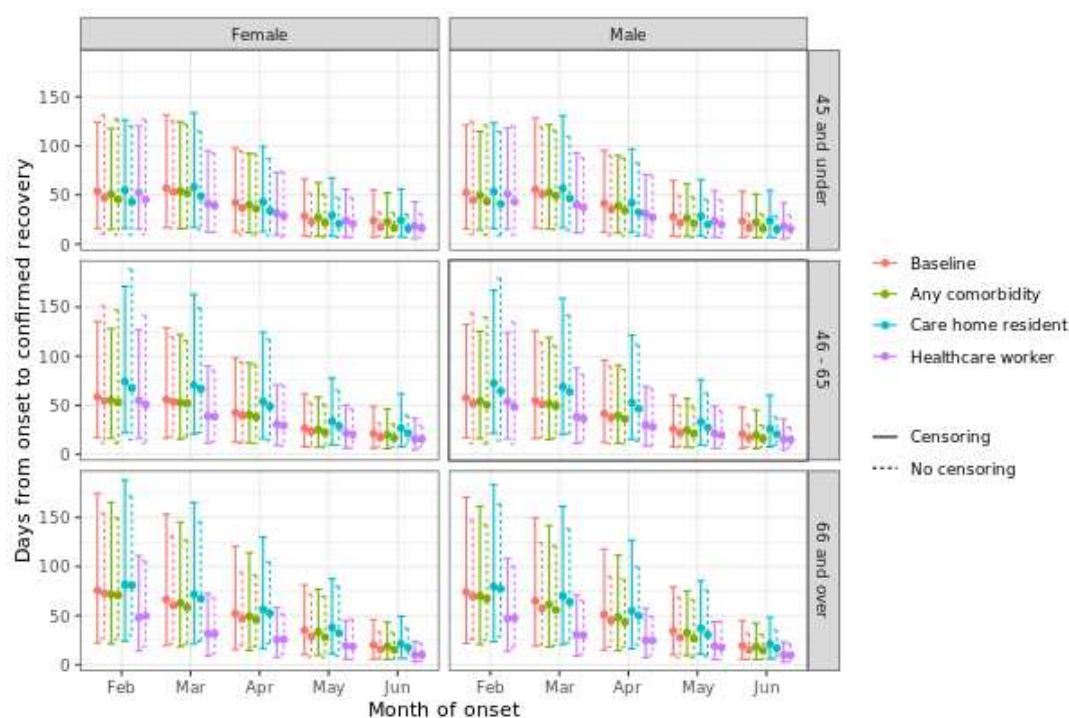 Female
Male
150
100
50
0
45 and under
150
100
50
0
46 - 65
150
100
50
0
66 and over
Feb
Mar
Apr
May
Jun
Feb
Mar
Apr
May
Jun
Month of onset
Days from onset to confirmed recovery
Baseline
Any comorbidity
Care home resident
Healthcare worker
Censoring
No censoring